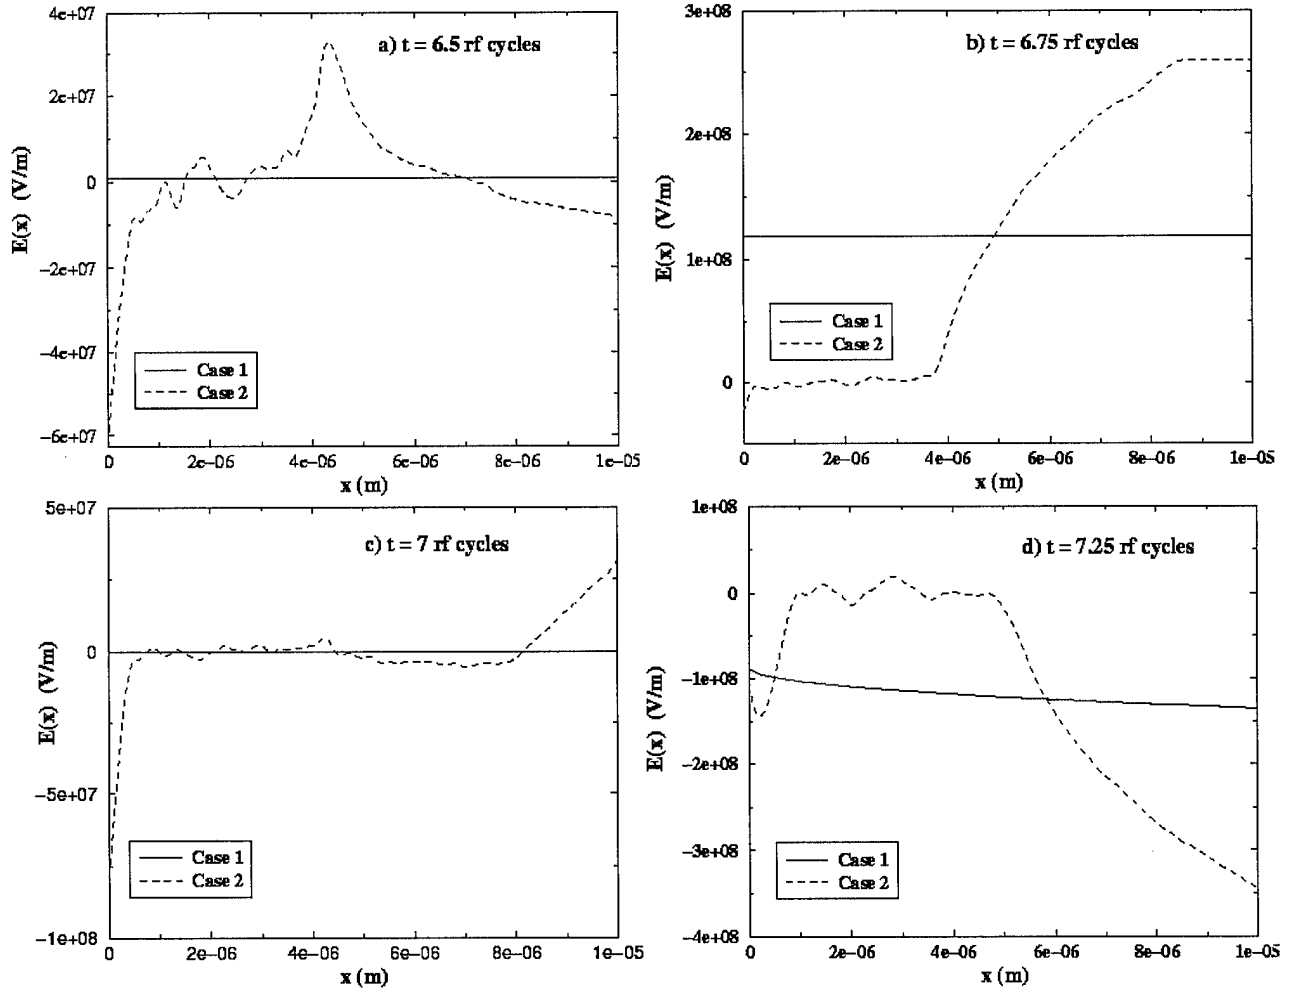 a) t = 6.5 rf cycles
4e+07
2e+07
0
−2e+07
−4e+07
−6e+07
E(x) (V/m)
Case 1
Case 2
0
2e−06
4e−06
6e−06
8e−06
1e−05
x (m)
b) t = 6.75 rf cycles
3e+08
2e+08
1e+08
0
E(x) (V/m)
Case 1
Case 2
0
2e−06
4e−06
6e−06
8e−06
1e−05
x (m)
c) t = 7 rf cycles
5e+07
0
−5e+07
−1e+08
E(x) (V/m)
Case 1
Case 2
0
2e−06
4e−06
6e−06
8e−06
1e−05
x (m)
d) t = 7.25 rf cycles
1e+08
0
−1e+08
−2e+08
−3e+08
−4e+08
E(x) (V/m)
Case 1
Case 2
0
2e−06
4e−06
6e−06
8e−06
1e−05
x (m)